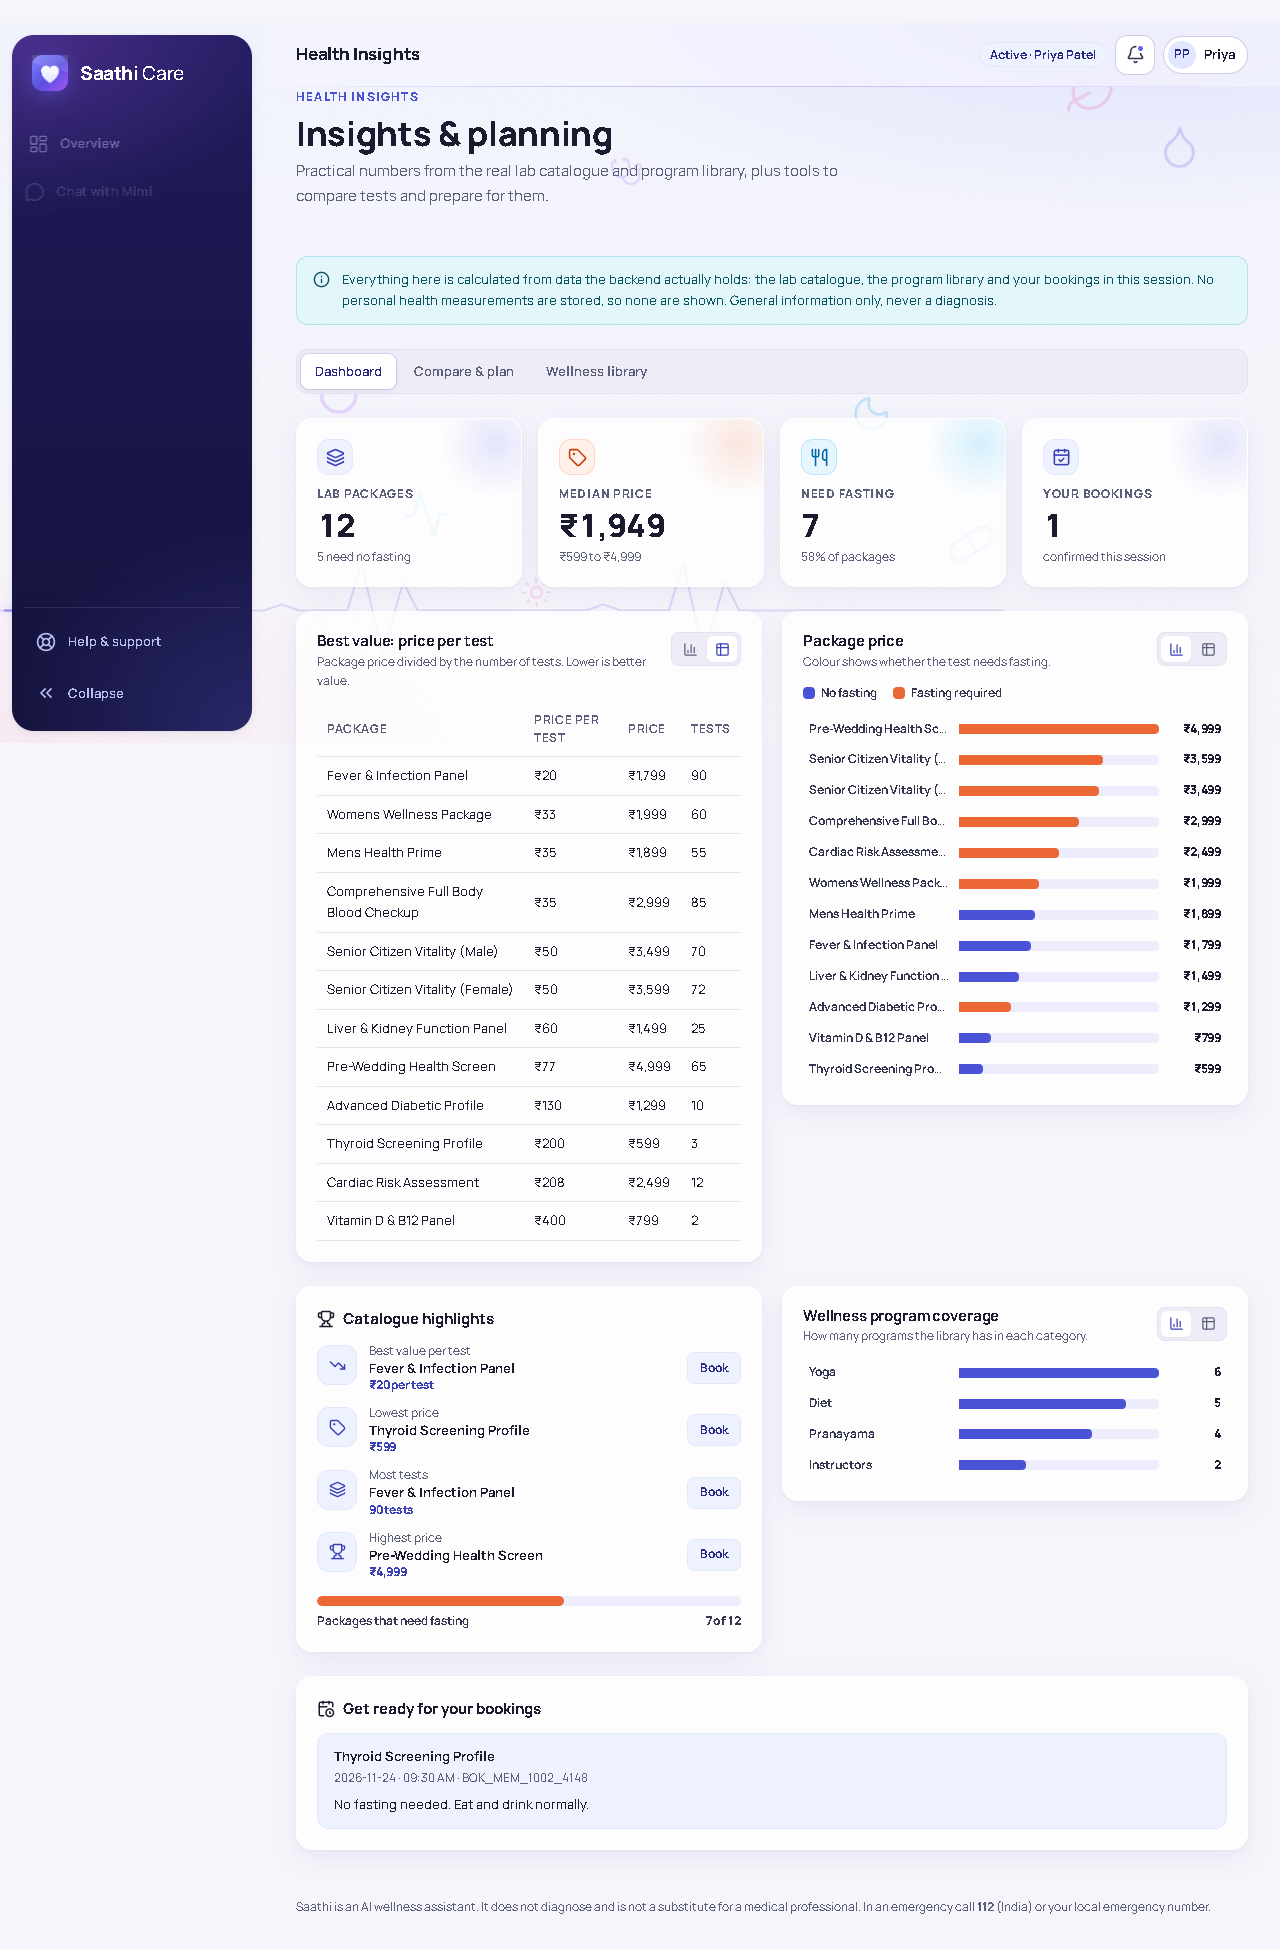 Saathi Care
Overview
Chat with Mimi
Help & support
Collapse
Health Insights
Active · Priya Patel
PP
Priya
HEALTH INSIGHTS
Insights & planning
Practical numbers from the real lab catalogue and program library, plus tools to
compare tests and prepare for them.
Everything here is calculated from data the backend actually holds: the lab catalogue, the program library and your bookings in this session. No
personal health measurements are stored, so none are shown. General information only, never a diagnosis.
Dashboard
Compare & plan
Wellness library
LAB PACKAGES
12
5 need no fasting
MEDIAN PRICE
₹1,949
₹599 to ₹4,999
NEED FASTING
7
58% of packages
YOUR BOOKINGS
1
confirmed this session
Best value: price per test
Package price divided by the number of tests. Lower is better
value.
PACKAGE PRICE PER TEST PRICE TESTS
Fever & Infection Panel ₹20 ₹1,799 90
Womens Wellness Package ₹33 ₹1,999 60
Mens Health Prime ₹35 ₹1,899 55
Comprehensive Full Body
Blood Checkup ₹35 ₹2,999 85
Senior Citizen Vitality (Male) ₹50 ₹3,499 70
Senior Citizen Vitality (Female) ₹50 ₹3,599 72
Liver & Kidney Function Panel ₹60 ₹1,499 25
Pre-Wedding Health Screen ₹77 ₹4,999 65
Advanced Diabetic Profile ₹130 ₹1,299 10
Thyroid Screening Profile ₹200 ₹599 3
Cardiac Risk Assessment ₹208 ₹2,499 12
Vitamin D & B12 Panel ₹400 ₹799 2
Package price
Colour shows whether the test needs fasting.
No fasting
Fasting required
Pre-Wedding Health Sc... ₹4,999
Senior Citizen Vitality (... ₹3,599
Senior Citizen Vitality (... ₹3,499
Comprehensive Full Bo... ₹2,999
Cardiac Risk Assessme... ₹2,499
Womens Wellness Pack... ₹1,999
Mens Health Prime ₹1,899
Fever & Infection Panel ₹1,799
Liver & Kidney Function ... ₹1,499
Advanced Diabetic Pro... ₹1,299
Vitamin D & B12 Panel ₹799
Thyroid Screening Pro... ₹599
Catalogue highlights
Best value per test
Fever & Infection Panel
₹20 per test
Book
Lowest price
Thyroid Screening Profile
₹599
Book
Most tests
Fever & Infection Panel
90 tests
Book
Highest price
Pre-Wedding Health Screen
₹4,999
Book
Packages that need fasting 7 of 12
Wellness program coverage
How many programs the library has in each category.
Yoga 6
Diet 5
Pranayama 4
Instructors 2
Get ready for your bookings
Thyroid Screening Profile
2026-11-24 · 09:30 AM · BOK_MEM_1002_4148
No fasting needed. Eat and drink normally.
Saathi is an AI wellness assistant. It does not diagnose and is not a substitute for a medical professional. In an emergency call 112 (India) or your local emergency number.